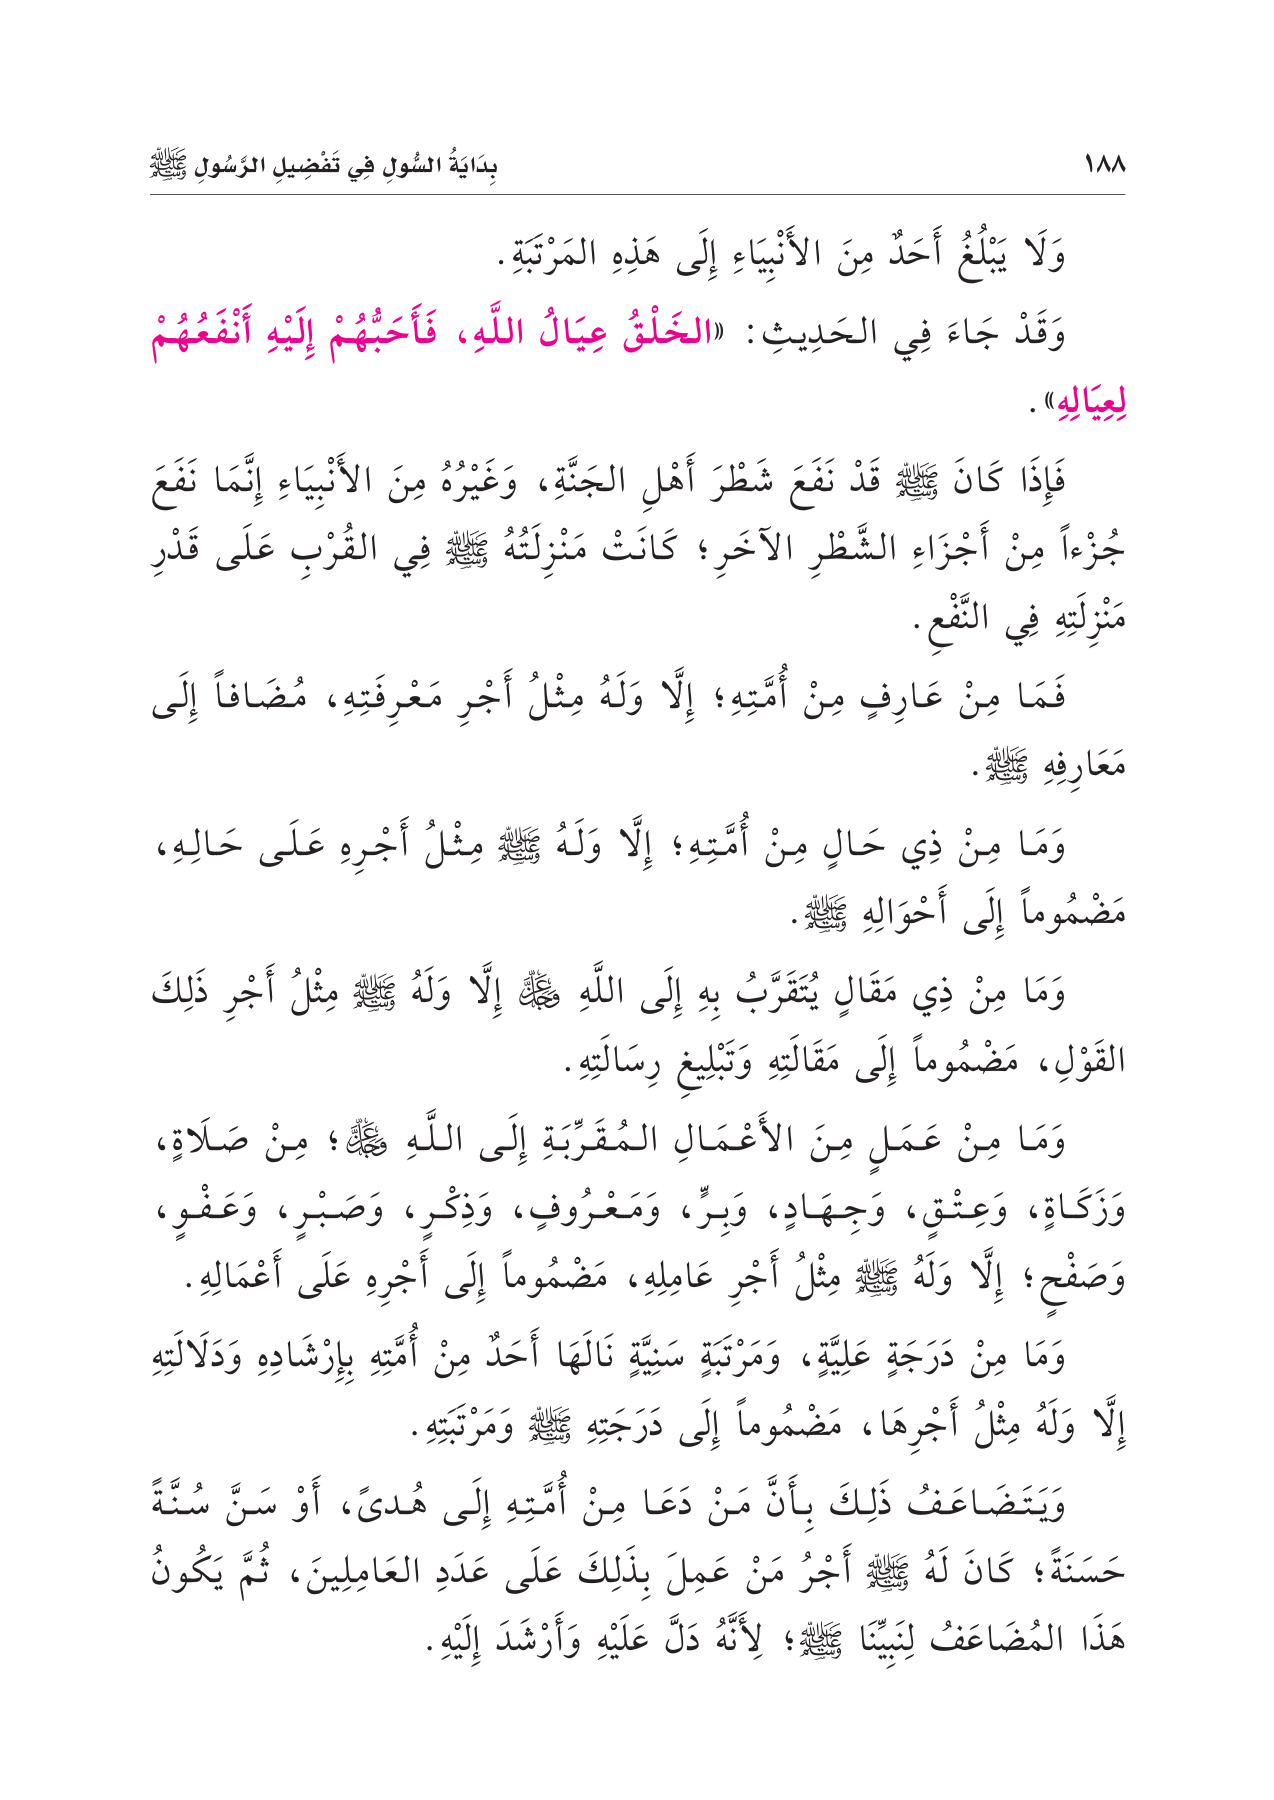 ١٨٨ بِدَايَةُ السُّولِ فِي تَفْضِيلِ الرَّسُولِ ﷺ
وَلَا يَبْلُغُ أَحَدٌ مِنَ الأَنْبِيَاءِ إِلَى هَذِهِ المَرْتَبَةِ.
وَقَدْ جَاءَ فِي الحَدِيثِ: «الخَلْقُ عِيَالُ اللَّهِ، فَأَحَبُّهُمْ إِلَيْهِ أَنْفَعُهُمْ
لِعِيَالِهِ».
فَإِذَا كَانَ ﷺ قَدْ نَفَعَ شَطْرَ أَهْلِ الجَنَّةِ، وَغَيْرُهُ مِنَ الأَنْبِيَاءِ إِنَّمَا نَفَعَ
جُزْءاً مِنْ أَجْزَاءِ الشَّطْرِ الآخَرِ؛ كَانَتْ مَنْزِلَتُهُ ﷺ فِي القُرْبِ عَلَى قَدْرِ
مَنْزِلَتِهِ فِي النَّفْعِ.
فَمَا مِنْ عَارِفٍ مِنْ أُمَّتِهِ؛ إِلَّا وَلَهُ مِثْلُ أَجْرِ مَعْرِفَتِهِ، مُضَافاً إِلَى
مَعَارِفِهِ ﷺ.
وَمَا مِنْ ذِي حَالٍ مِنْ أُمَّتِهِ؛ إِلَّا وَلَهُ ﷺ مِثْلُ أَجْرِهِ عَلَى حَالِهِ،
مَضْمُوماً إِلَى أَحْوَالِهِ ﷺ.
وَمَا مِنْ ذِي مَقَالٍ يُتَقَرَّبُ بِهِ إِلَى اللَّهِ ﷿ إِلَّا وَلَهُ ﷺ مِثْلُ أَجْرِ ذَلِكَ
القَوْلِ، مَضْمُوماً إِلَى مَقَالَتِهِ وَتَبْلِيغِ رِسَالَتِهِ.
وَمَا مِنْ عَمَلٍ مِنَ الأَعْمَالِ المُقَرِّبَةِ إِلَى اللَّهِ ﷿؛ مِنْ صَلَاةٍ،
وَزَكَاةٍ، وَعِتْقٍ، وَجِهَادٍ، وَبِرٍّ، وَمَعْرُوفٍ، وَذِكْرٍ، وَصَبْرٍ، وَعَفْوٍ،
وَصَفْحٍ؛ إِلَّا وَلَهُ ﷺ مِثْلُ أَجْرِ عَامِلِهِ، مَضْمُوماً إِلَى أَجْرِهِ عَلَى أَعْمَالِهِ.
وَمَا مِنْ دَرَجَةٍ عَلِيَّةٍ، وَمَرْتَبَةٍ سَنِيَّةٍ نَالَهَا أَحَدٌ مِنْ أُمَّتِهِ بِإِرْشَادِهِ وَدَلَالَتِهِ
إِلَّا وَلَهُ مِثْلُ أَجْرِهَا، مَضْمُوماً إِلَى دَرَجَتِهِ ﷺ وَمَرْتَبَتِهِ.
وَيَتَضَاعَفُ ذَلِكَ بِأَنَّ مَنْ دَعَا مِنْ أُمَّتِهِ إِلَى هُدىً، أَوْ سَنَّ سُنَّةً
حَسَنَةً؛ كَانَ لَهُ ﷺ أَجْرُ مَنْ عَمِلَ بِذَلِكَ عَلَى عَدَدِ العَامِلِينَ، ثُمَّ يَكُونُ
هَذَا المُضَاعَفُ لِنَبِيِّنَا ﷺ؛ لِأَنَّهُ دَلَّ عَلَيْهِ وَأَرْشَدَ إِلَيْهِ.